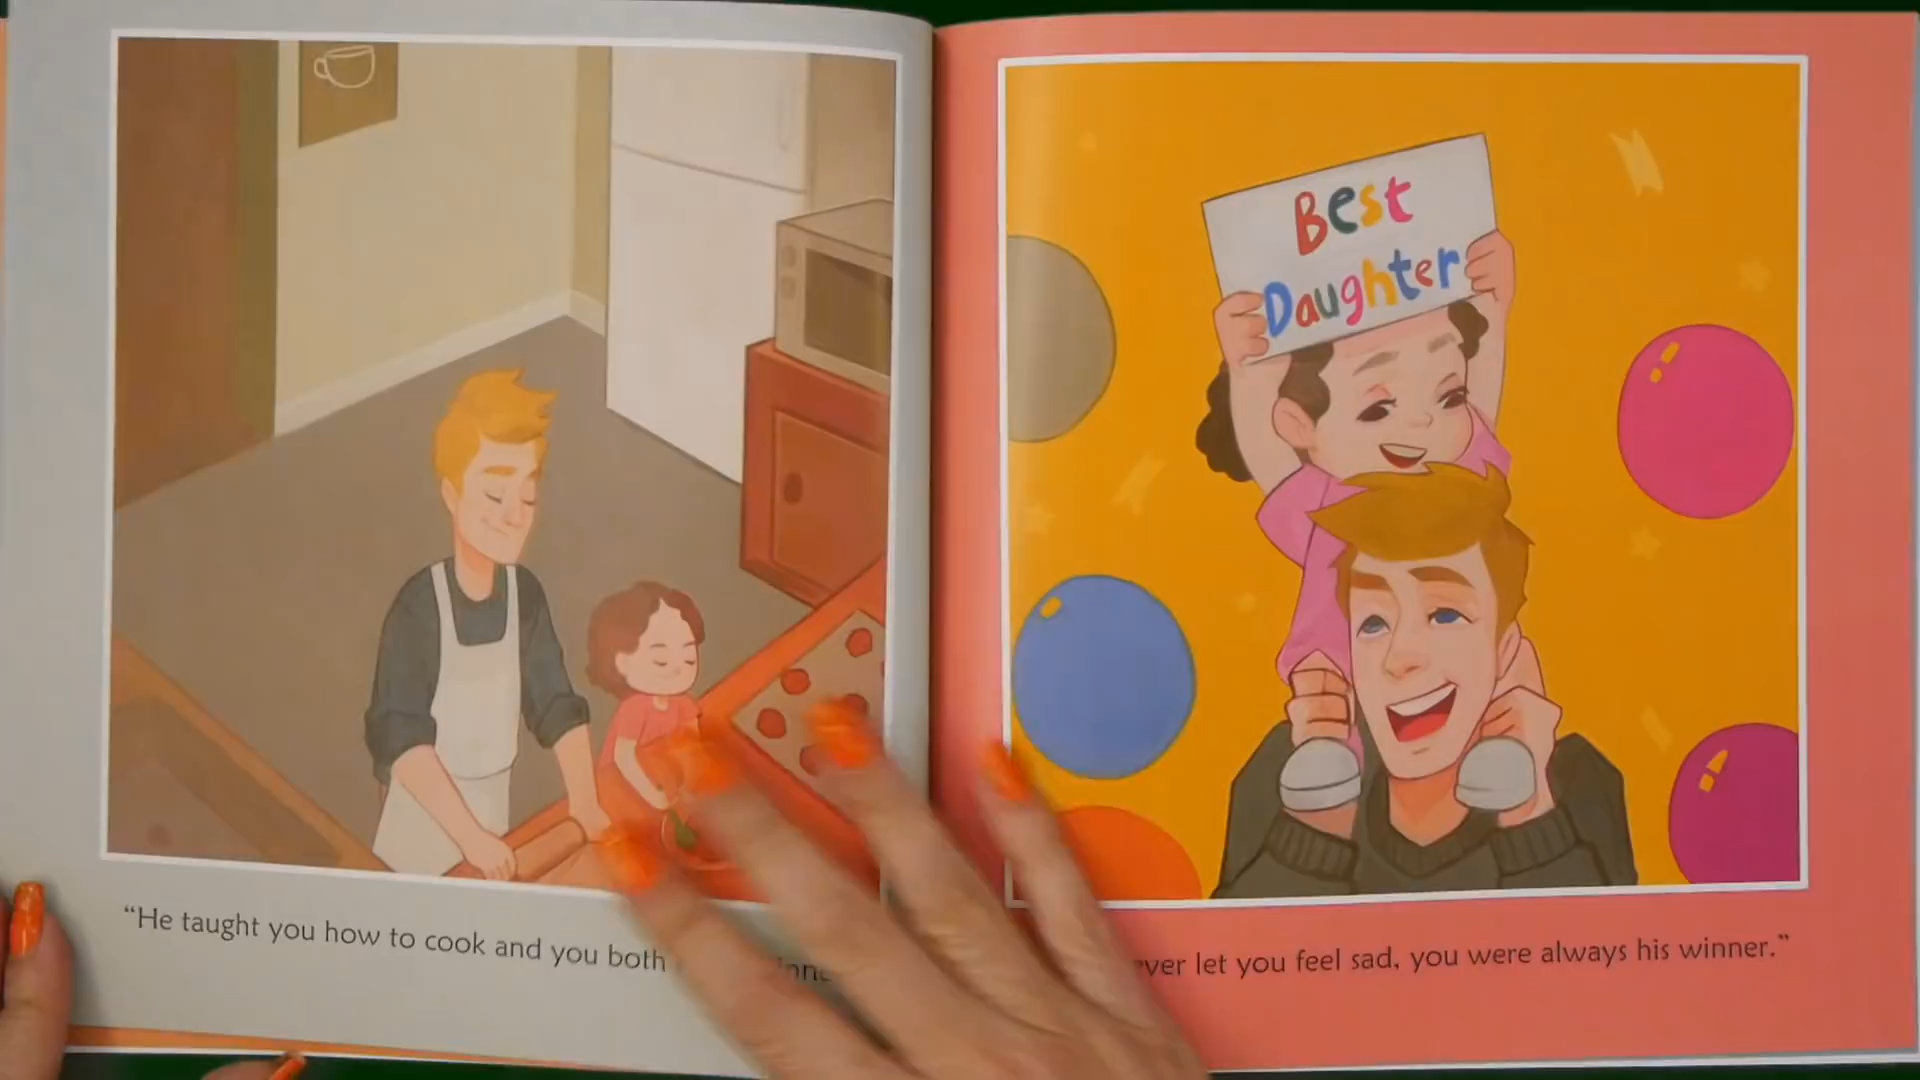 “He taught you how to cook and you both
Best
Daughter
ver let you feel sad, you were always his winner.”